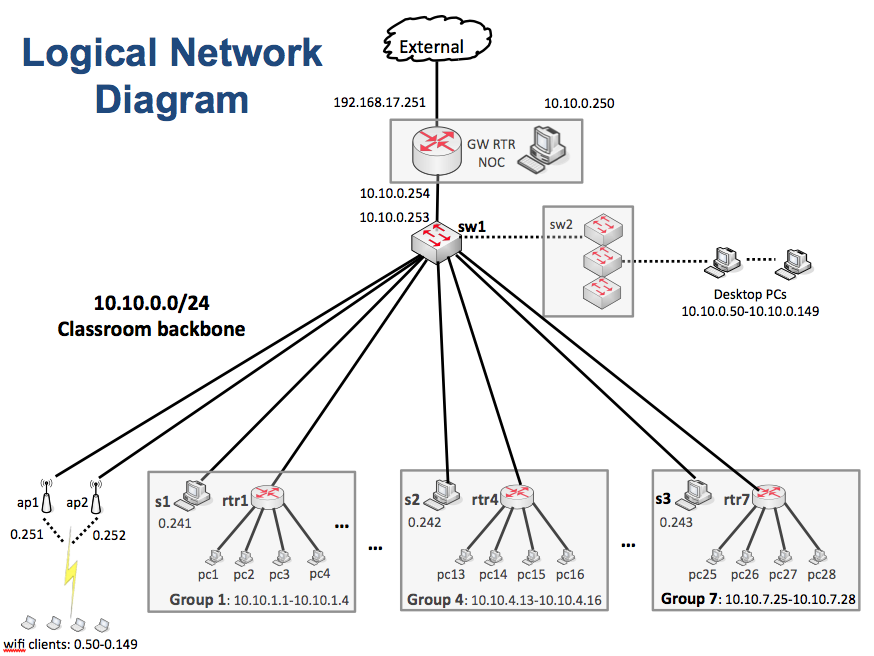 Logical Network
Diagram
External
192.168.17.251
10.10.0.250
GW RTR
NOC
10.10.0.254
10.10.0.253
sw1
sw2
Desktop PCs
10.10.0.50-10.10.0.149
10.10.0.0/24
Classroom backbone
ap1
ap2
0.251
0.252
wifi clients: 0.50-0.149
s1
rtr1
0.241
...
pc1 pc2 pc3 pc4
Group 1: 10.10.1.1-10.10.1.4
...
s2
rtr4
0.242
pc13 pc14 pc15 pc16
Group 4: 10.10.4.13-10.10.4.16
...
s3
rtr7
0.243
pc25 pc26 pc27 pc28
Group 7: 10.10.7.25-10.10.7.28